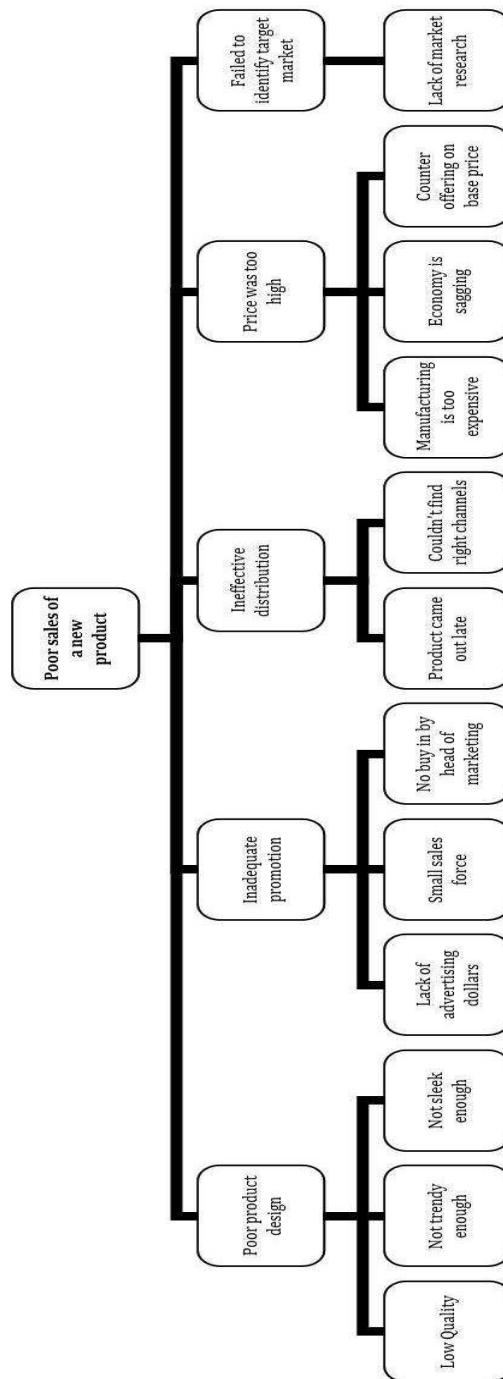 Poor sales of
a new
product
Poor product
design
Inadequate
promotion
Ineffective
distribution
Price was too
high
Failed to
identify target
market
Low Quality
Not trendy
enough
Not sleek
enough
Lack of
advertising
dollars
Small sales
force
No buy in by
head of
marketing
Product came
out late
Couldn't find
right channels
Manufacturing
is too
expensive
Economy is
sagging
Counter
offering on
base price
Lack of market
research